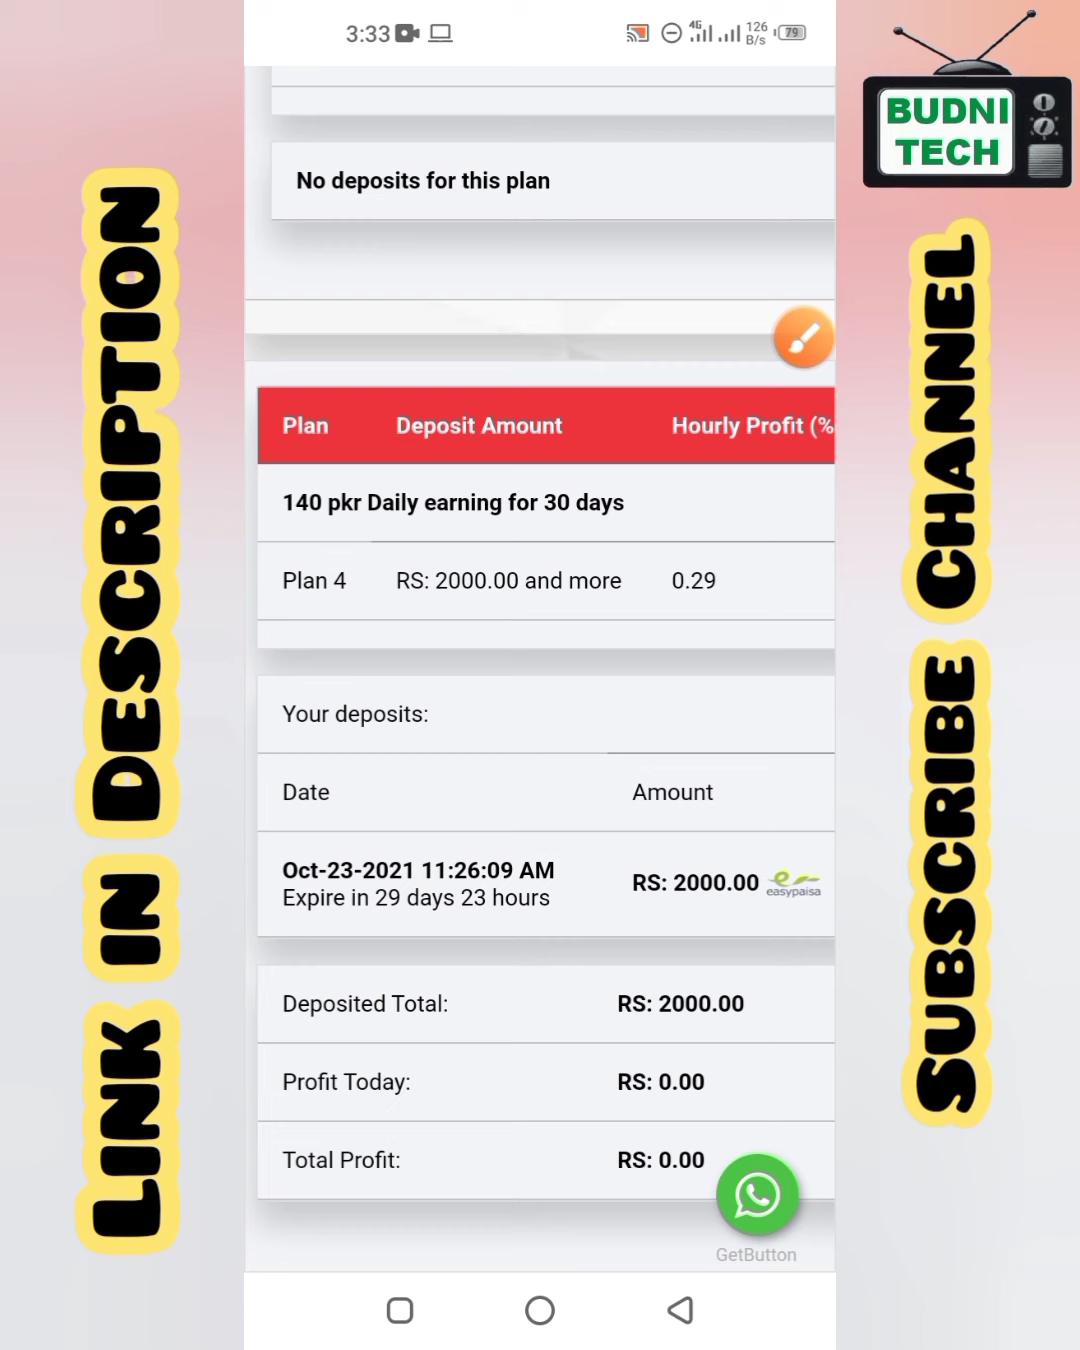 3:33
4G
126
B/s
79
BUDNI
TECH
LINK IN DESCRIPTION
SUBSCRIBE CHANNEL
No deposits for this plan
Plan Deposit Amount Hourly Profit (%
140 pkr Daily earning for 30 days
Plan 4 RS: 2000.00 and more 0.29
Your deposits:
Date Amount
Oct-23-2021 11:26:09 AM
Expire in 29 days 23 hours
RS: 2000.00 easypaisa
Deposited Total: RS: 2000.00
Profit Today: RS: 0.00
Total Profit: RS: 0.00
GetButton